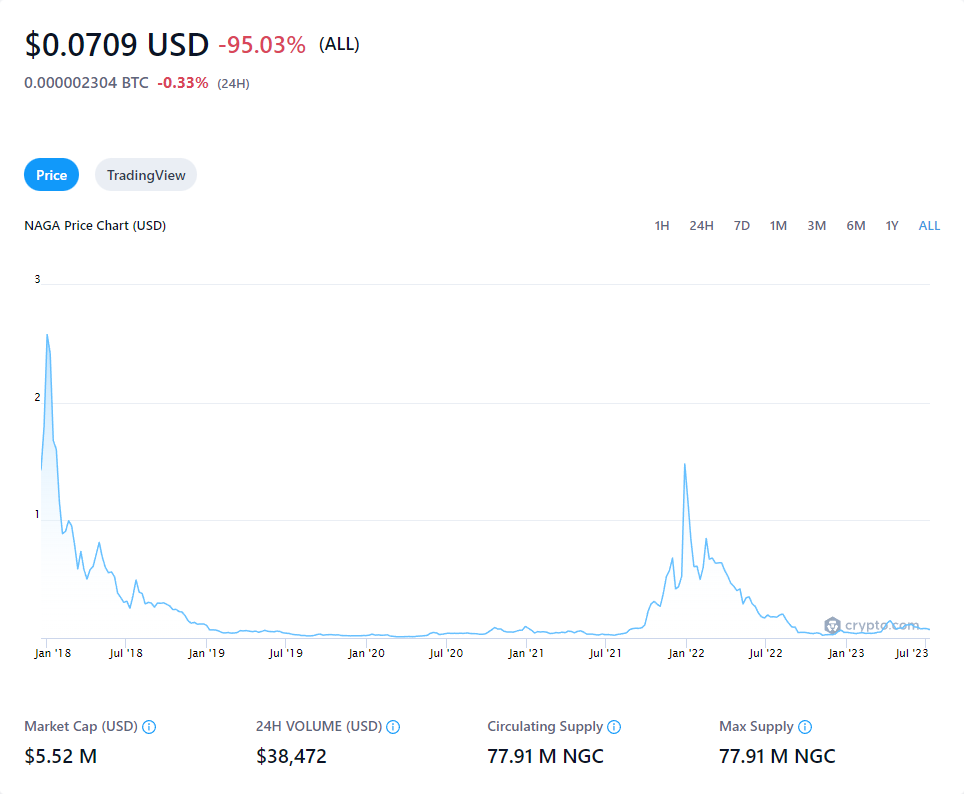 $0.0709 USD -95.03% (ALL)
0.000002304 BTC -0.33% (24H)
Price TradingView
NAGA Price Chart (USD) 1H 24H 7D 1M 3M 6M 1Y ALL
3
2
1
crypto.com
Jan '18 Jul '18 Jan '19 Jul '19 Jan '20 Jul '20 Jan '21 Jul '21 Jan '22 Jul '22 Jan '23 Jul '23
Market Cap (USD) 24H VOLUME (USD) Circulating Supply Max Supply
$5.52 M $38,472 77.91 M NGC 77.91 M NGC